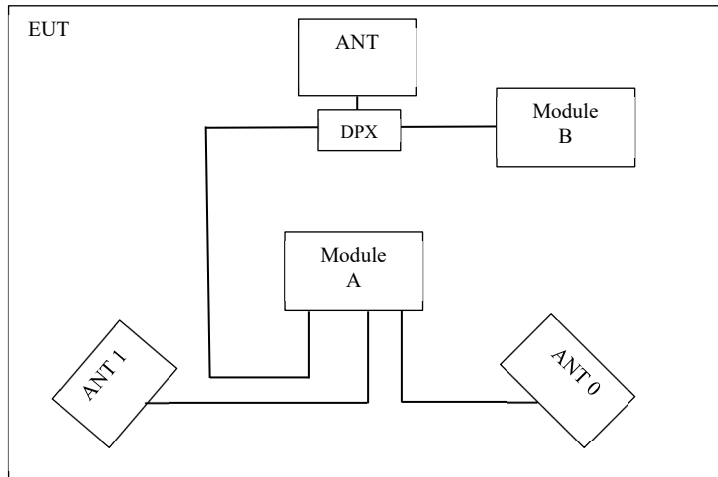 EUT
ANT
DPX
Module
B
Module
A
ANT 1
ANT 0